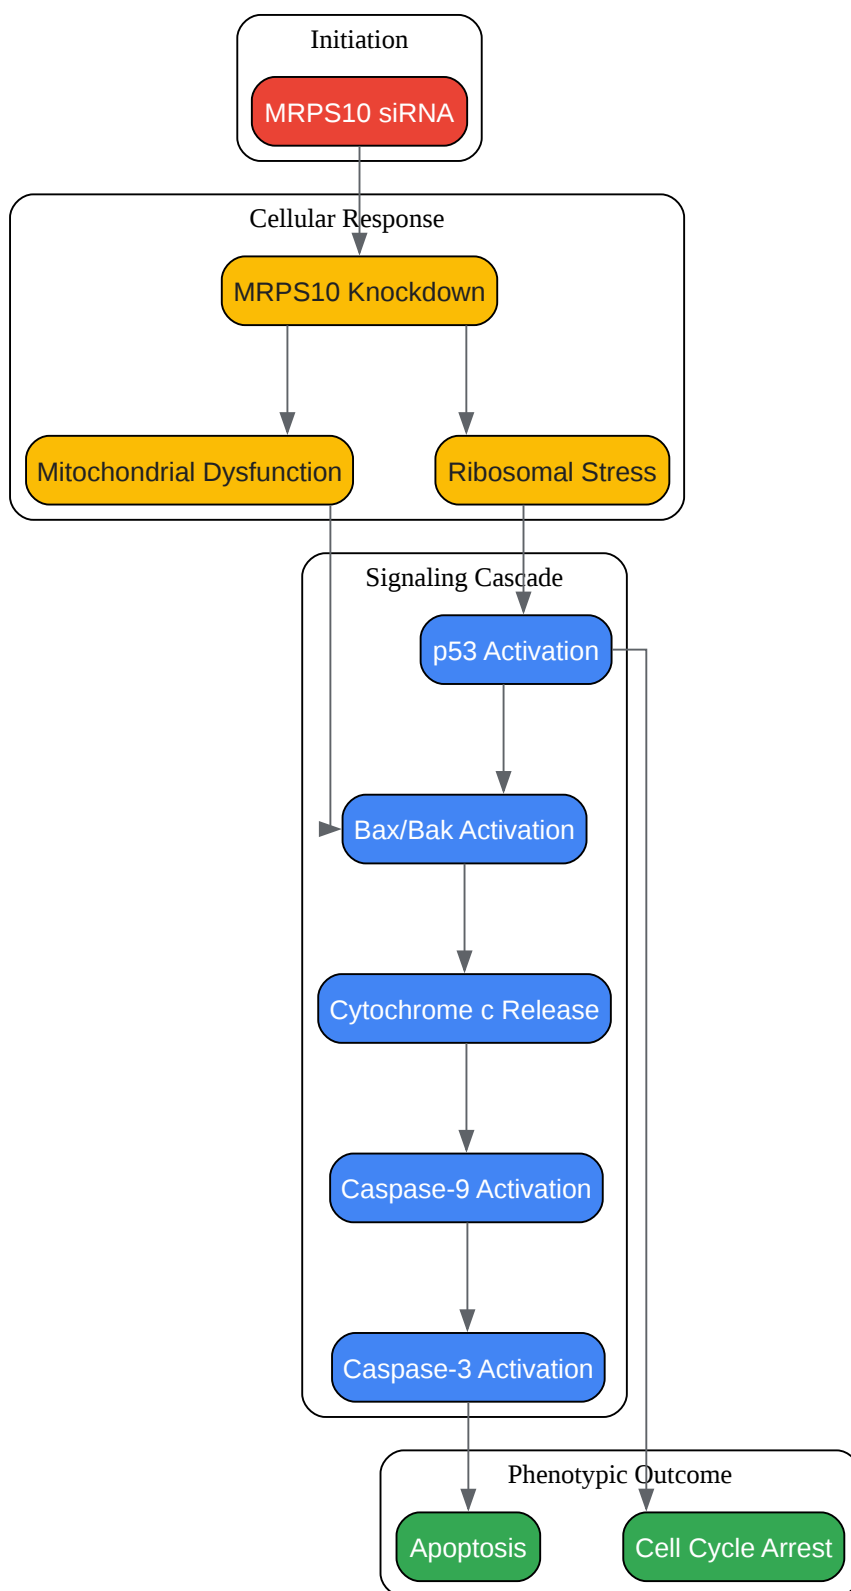 Initiation
MRPS10 siRNA
Cellular Response
MRPS10 Knockdown
Mitochondrial Dysfunction
Ribosomal Stress
Signaling Cascade
p53 Activation
Bax/Bak Activation
Cytochrome c Release
Caspase-9 Activation
Caspase-3 Activation
Phenotypic Outcome
Apoptosis
Cell Cycle Arrest